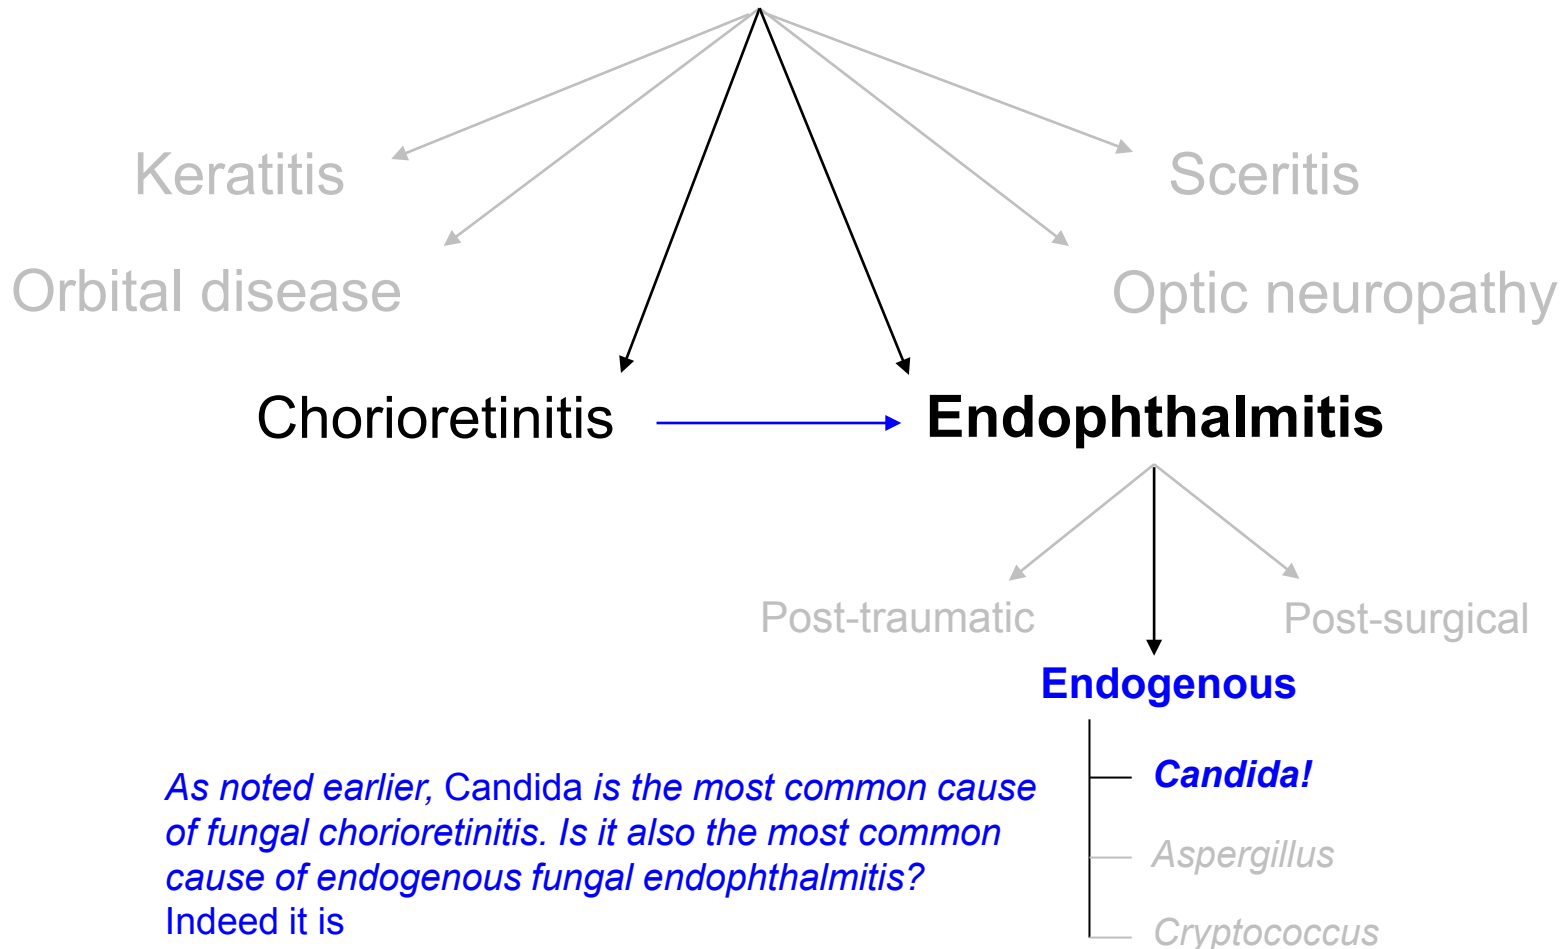 Keratitis
Sceritis
Orbital disease
Optic neuropathy
Chorioretinitis
Endophthalmitis
Post-traumatic
Post-surgical
Endogenous
Candida!
Aspergillus
Cryptococcus
As noted earlier, Candida is the most common cause
of fungal chorioretinitis. Is it also the most common
cause of endogenous fungal endophthalmitis?
Indeed it is